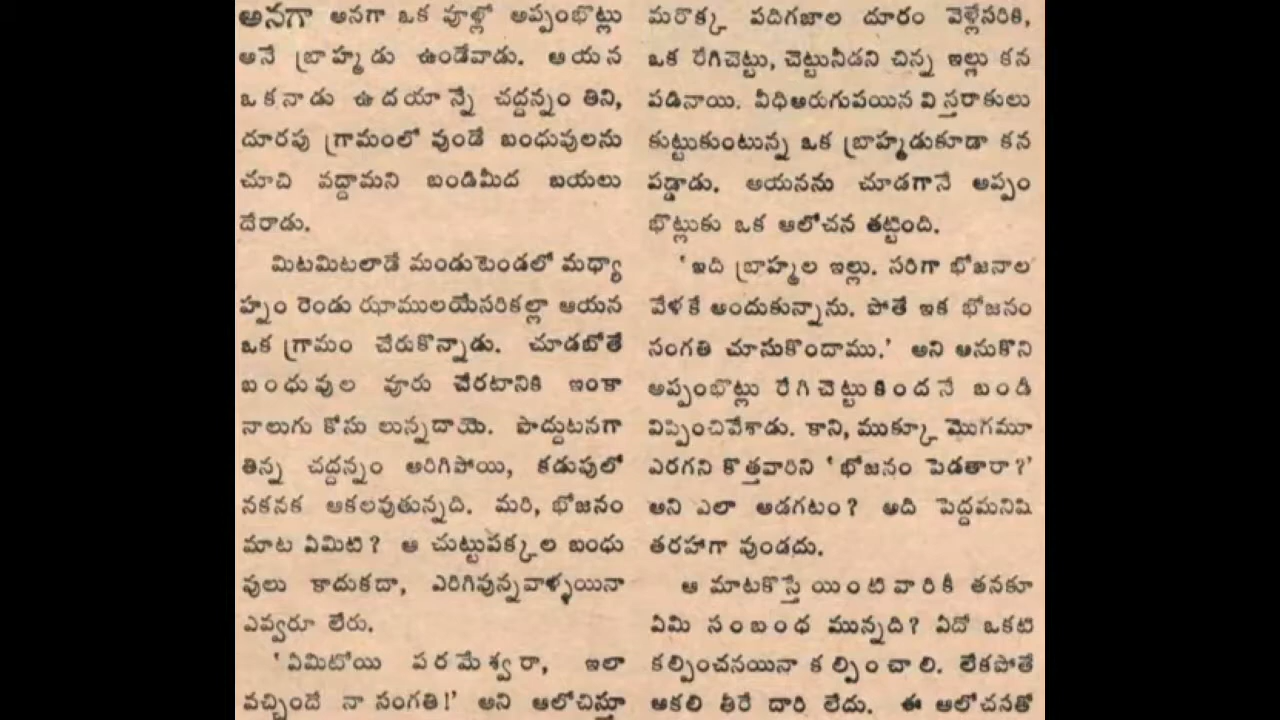 అనగా అనగా ఒక వూళ్లో అప్పంభొట్లు
అనే బ్రాహ్మడు ఉండేవాడు. ఆయన
ఒకనాడు ఉదయాన్నే చద్దన్నం తిని,
దూరపు గ్రామంలో వుండే బంధువులను
చూచి వద్దామని బండిమీద బయలు
దేరాడు.
మిటమిటలాడే మండుటెండలో మధ్యా
హ్నం రెండు ఝాములయేసరికల్లా ఆయన
ఒక గ్రామం చేరుకొన్నాడు. చూడబోతే
బంధువుల వూరు చేరటానికి ఇంకా
నాలుగు కోసు లున్నదాయె. పొద్దుటనగా
తిన్న చద్దన్నం అరిగిపోయి, కడుపులో
నకనక ఆకలవుతున్నది. మరి, భోజనం
మాట ఏమిటి? ఆ చుట్టుపక్కల బంధు
వులు కాదుకదా, ఎరిగివున్నవాళ్ళయినా
ఎవ్వరూ లేరు.
'ఏమిటోయి పరమేశ్వరా, ఇలా
వచ్చిందే నా సంగతి!' అని ఆలోచిస్తూ
మరొక్క పదిగజాల దూరం వెళ్లేసరికి,
ఒక రేగిచెట్టు, చెట్టునీడని చిన్న ఇల్లు కన
పడినాయి. వీధిఅరుగుపయిన విస్తరాకులు
కుట్టుకుంటున్న ఒక బ్రాహ్మడుకూడా కన
పడ్డాడు. ఆయనను చూడగానే అప్పం
భొట్లుకు ఒక ఆలోచన తట్టింది.
'ఇది బ్రాహ్మల ఇల్లు. సరిగా భోజనాల
వేళకే అందుకున్నాను. పోతే ఇక భోజనం
సంగతి చూసుకొందాము.' అని అనుకొని
అప్పంభొట్లు రేగిచెట్టుకిందనే బండీ
విప్పించివేశాడు. కాని, ముక్కూ మొగమూ
ఎరగని కొత్తవారిని 'భోజనం పెడతారా?'
అని ఎలా అడగటం? అది పెద్దమనిషి
తరహాగా వుండదు.
ఆ మాటకొస్తే యింటివారికీ తనకూ
ఏమి సంబంధ మున్నది? ఏదో ఒకటి
కల్పించనయినా కల్పించాలి. లేకపోతే
ఆకలి తీరే దారి లేదు. ఈ ఆలోచనతో